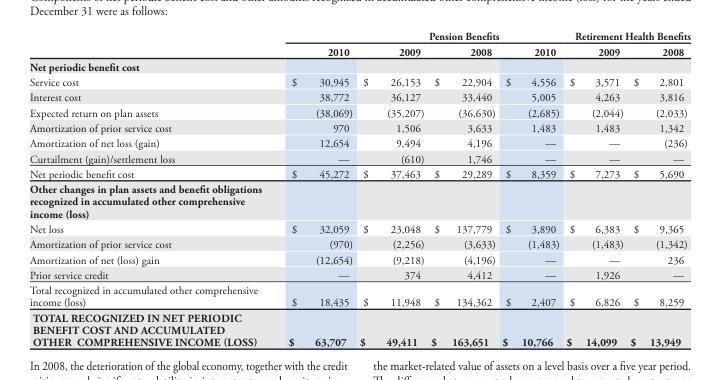 December 31 were as follows:
Pension Benefits Retirement Health Benefits
2010 2009 2008 2010 2009 2008
Net periodic benefit cost
Service cost $ 30,945 $ 26,153 $ 22,904 $ 4,556 $ 3,571 $ 2,801
Interest cost 38,772 36,127 33,440 5,005 4,263 3,816
Expected return on plan assets (38,069) (35,207) (36,630) (2,685) (2,044) (2,033)
Amortization of prior service cost 970 1,506 3,633 1,483 1,483 1,342
Amortization of net loss (gain) 12,654 9,494 4,196 — — (236)
Curtailment (gain)/settlement loss — (610) 1,746 — — —
Net periodic benefit cost $ 45,272 $ 37,463 $ 29,289 $ 8,359 $ 7,273 $ 5,690
Other changes in plan assets and benefit obligations
recognized in accumulated other comprehensive
income (loss)
Net loss $ 32,059 $ 23,048 $ 137,779 $ 3,890 $ 6,383 $ 9,365
Amortization of prior service cost (970) (2,256) (3,633) (1,483) (1,483) (1,342)
Amortization of net (loss) gain (12,654) (9,218) (4,196) — — 236
Prior service credit — 374 4,412 — 1,926 —
Total recognized in accumulated other comprehensive
income (loss) $ 18,435 $ 11,948 $ 134,362 $ 2,407 $ 6,826 $ 8,259
TOTAL RECOGNIZED IN NET PERIODIC
BENEFIT COST AND ACCUMULATED
OTHER COMPREHENSIVE INCOME (LOSS) $ 63,707 $ 49,411 $ 163,651 $ 10,766 $ 14,099 $ 13,949
In 2008, the deterioration of the global economy, together with the credit
the market-related value of assets on a level basis over a five year period.